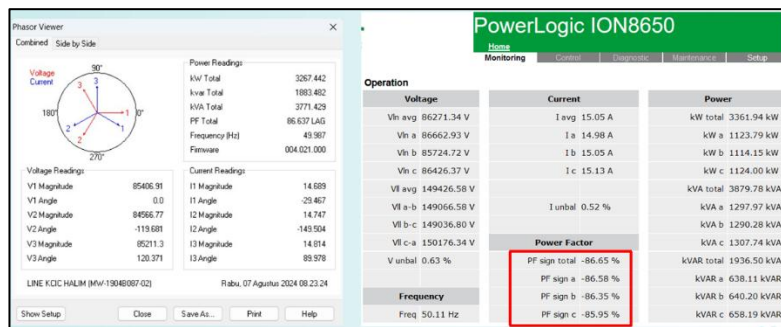 Phasor Viewer
Combined Side by Side
Voltage
Current
90°
180°
0°
270°
3
3
1
1
2
2
Power Readings
kW Total 3267.442
kvar Total 1883.482
kVA Total 3771.429
PF Total 86.637 LAG
Frequency (Hz) 49.987
Firmware 004.021.000
Voltage Readings
V1 Magnitude 85406.91
V1 Angle 0.0
V2 Magnitude 84566.77
V2 Angle -119.681
V3 Magnitude 85211.3
V3 Angle 120.371
Current Readings
I1 Magnitude 14.689
I1 Angle -29.467
I2 Magnitude 14.747
I2 Angle -149.504
I3 Magnitude 14.814
I3 Angle 89.978
LINE KCIC HALIM (MW-1904B087-02) Rabu, 07 Agustus 2024 08.23.24
Show Setup Close Save As... Print Help
PowerLogic ION8650
Home
Monitoring Control Diagnostic Maintenance Setup
Operation
Voltage
Vln avg 86271.34 V
Vln a 86662.93 V
Vln b 85724.72 V
Vln c 86426.37 V
Vll avg 149426.58 V
Vll a-b 149066.58 V
Vll b-c 149036.80 V
Vll c-a 150176.34 V
V unbal 0.63 %
Frequency
Freq 50.11 Hz
Current
I avg 15.05 A
I a 14.98 A
I b 15.05 A
I c 15.13 A
I unbal 0.52 %
Power Factor
PF sign total -86.65 %
PF sign a -86.58 %
PF sign b -86.35 %
PF sign c -85.95 %
Power
kW total 3361.94 kW
kW a 1123.79 kW
kW b 1114.15 kW
kW c 1124.00 kW
kVA total 3879.78 kVA
kVA a 1297.97 kVA
kVA b 1290.28 kVA
kVA c 1307.74 kVA
kVAR total 1936.50 kVA
kVAR a 638.11 kVA
kVAR b 640.20 kVA
kVAR c 658.19 kVA